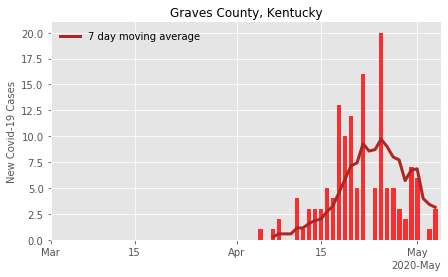 Graves County, Kentucky
7 day moving average
New Covid-19 Cases
20.0
17.5
15.0
12.5
10.0
7.5
5.0
2.5
0.0
Mar 15 Apr 15 May
2020-May